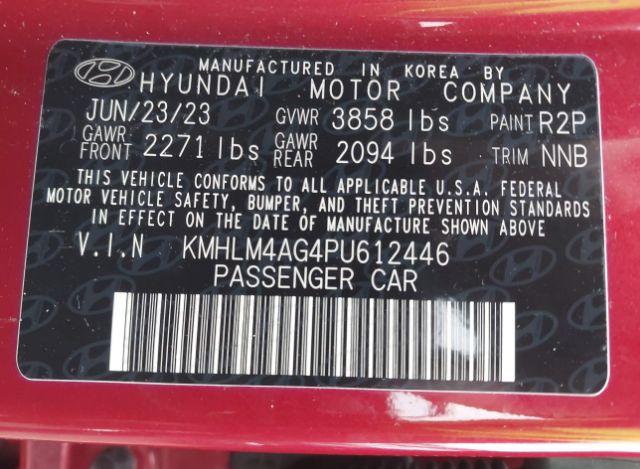 MANUFACTURED IN KOREA BY
HYUNDAI MOTOR COMPANY
JUN/23/23 GVWR 3858 lbs PAINT R2P
GAWR FRONT 2271 lbs GAWR REAR 2094 lbs TRIM NNB
THIS VEHICLE CONFORMS TO ALL APPLICABLE U.S.A. FEDERAL
MOTOR VEHICLE SAFETY, BUMPER, AND THEFT PREVENTION STANDARDS
IN EFFECT ON THE DATE OF MANUFACTURE SHOWN ABOVE
V.I.N KMHLM4AG4PU612446
PASSENGER CAR